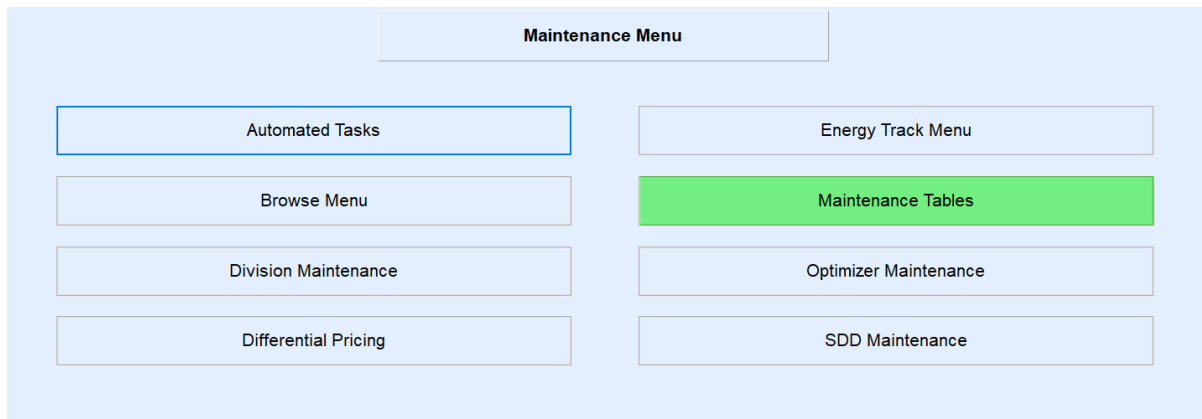 Maintenance Menu
Automated Tasks
Energy Track Menu
Browse Menu
Maintenance Tables
Division Maintenance
Optimizer Maintenance
Differential Pricing
SDD Maintenance